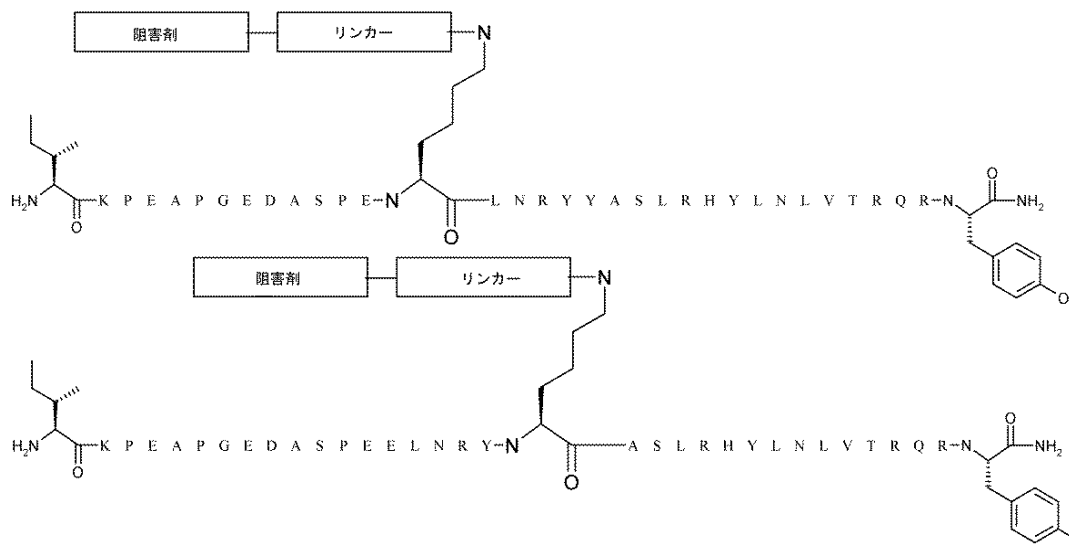 阻害剤 リンカー N
H₂N O K P E A P G E D A S P E N O L N R Y Y A S L R H Y L N L V T R Q R N O NH₂
O
阻害剤 リンカー N
H₂N O K P E A P G E D A S P E E L N R Y N O A S L R H Y L N L V T R Q R N O NH₂